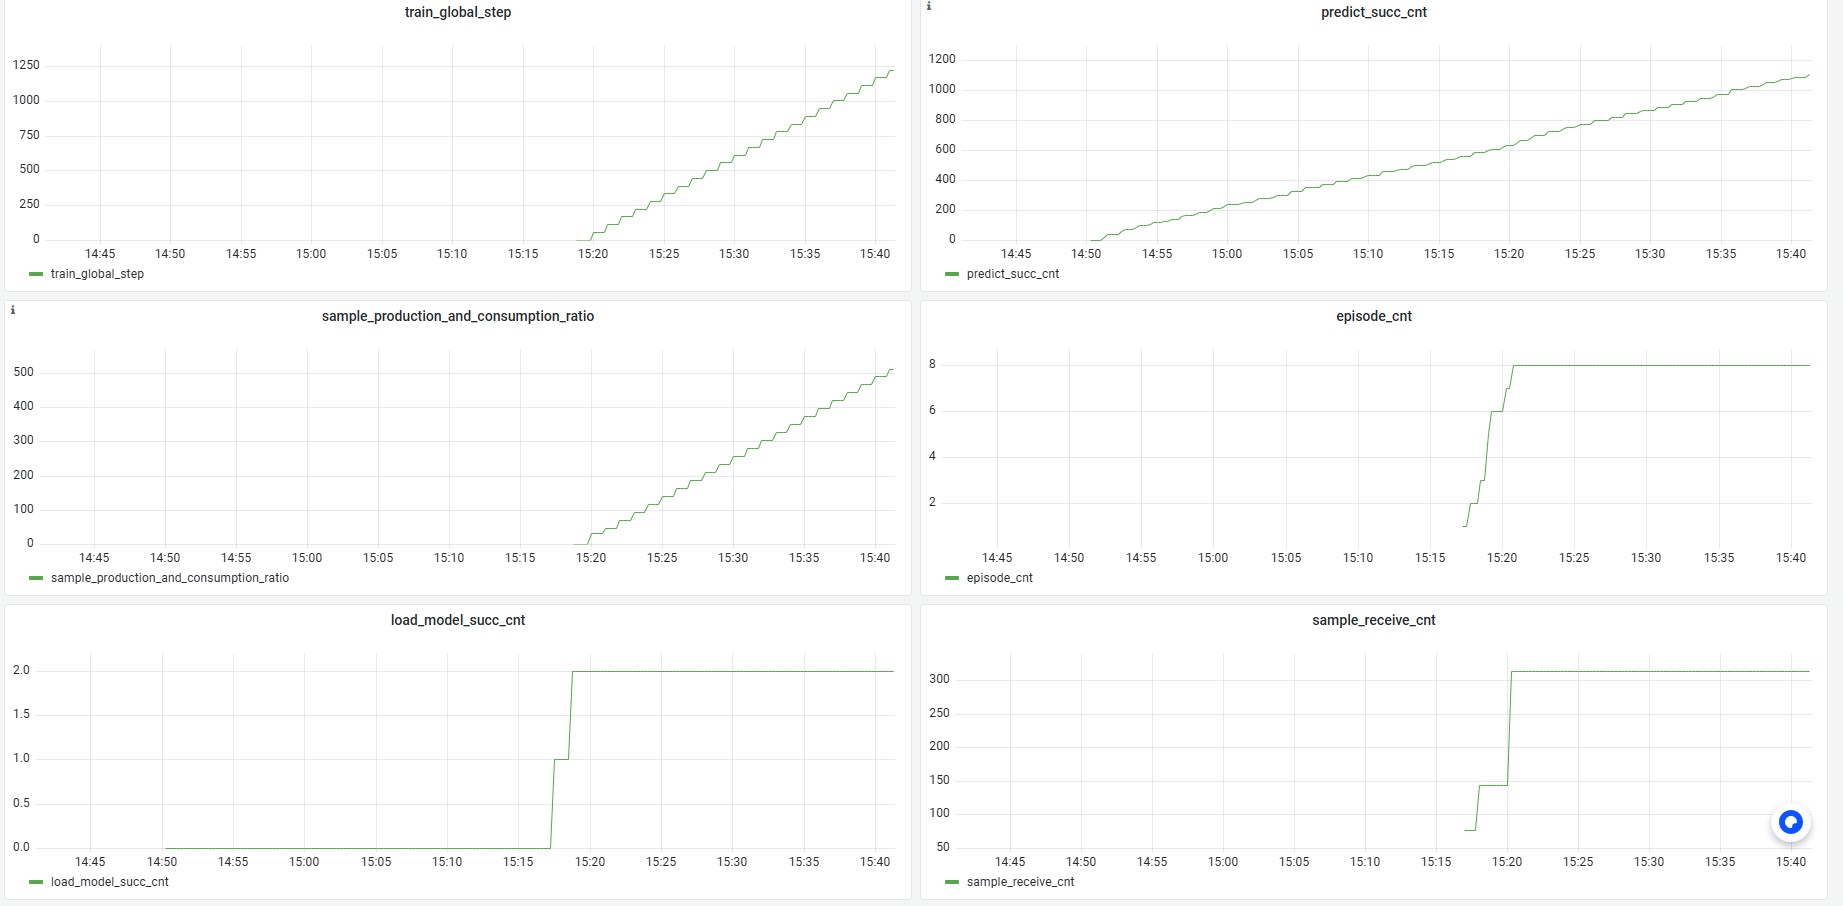 train_global_step
1250
1000
750
500
250
0
14:45 14:50 14:55 15:00 15:05 15:10 15:15 15:20 15:25 15:30 15:35 15:40
train_global_step
i
predict_succ_cnt
1200
1000
800
600
400
200
0
14:45 14:50 14:55 15:00 15:05 15:10 15:15 15:20 15:25 15:30 15:35 15:40
predict_succ_cnt
i
sample_production_and_consumption_ratio
500
400
300
200
100
0
14:45 14:50 14:55 15:00 15:05 15:10 15:15 15:20 15:25 15:30 15:35 15:40
sample_production_and_consumption_ratio
episode_cnt
8
6
4
2
14:45 14:50 14:55 15:00 15:05 15:10 15:15 15:20 15:25 15:30 15:35 15:40
episode_cnt
load_model_succ_cnt
2.0
1.5
1.0
0.5
0.0
14:45 14:50 14:55 15:00 15:05 15:10 15:15 15:20 15:25 15:30 15:35 15:40
load_model_succ_cnt
sample_receive_cnt
300
250
200
150
100
50
14:45 14:50 14:55 15:00 15:05 15:10 15:15 15:20 15:25 15:30 15:35 15:40
sample_receive_cnt